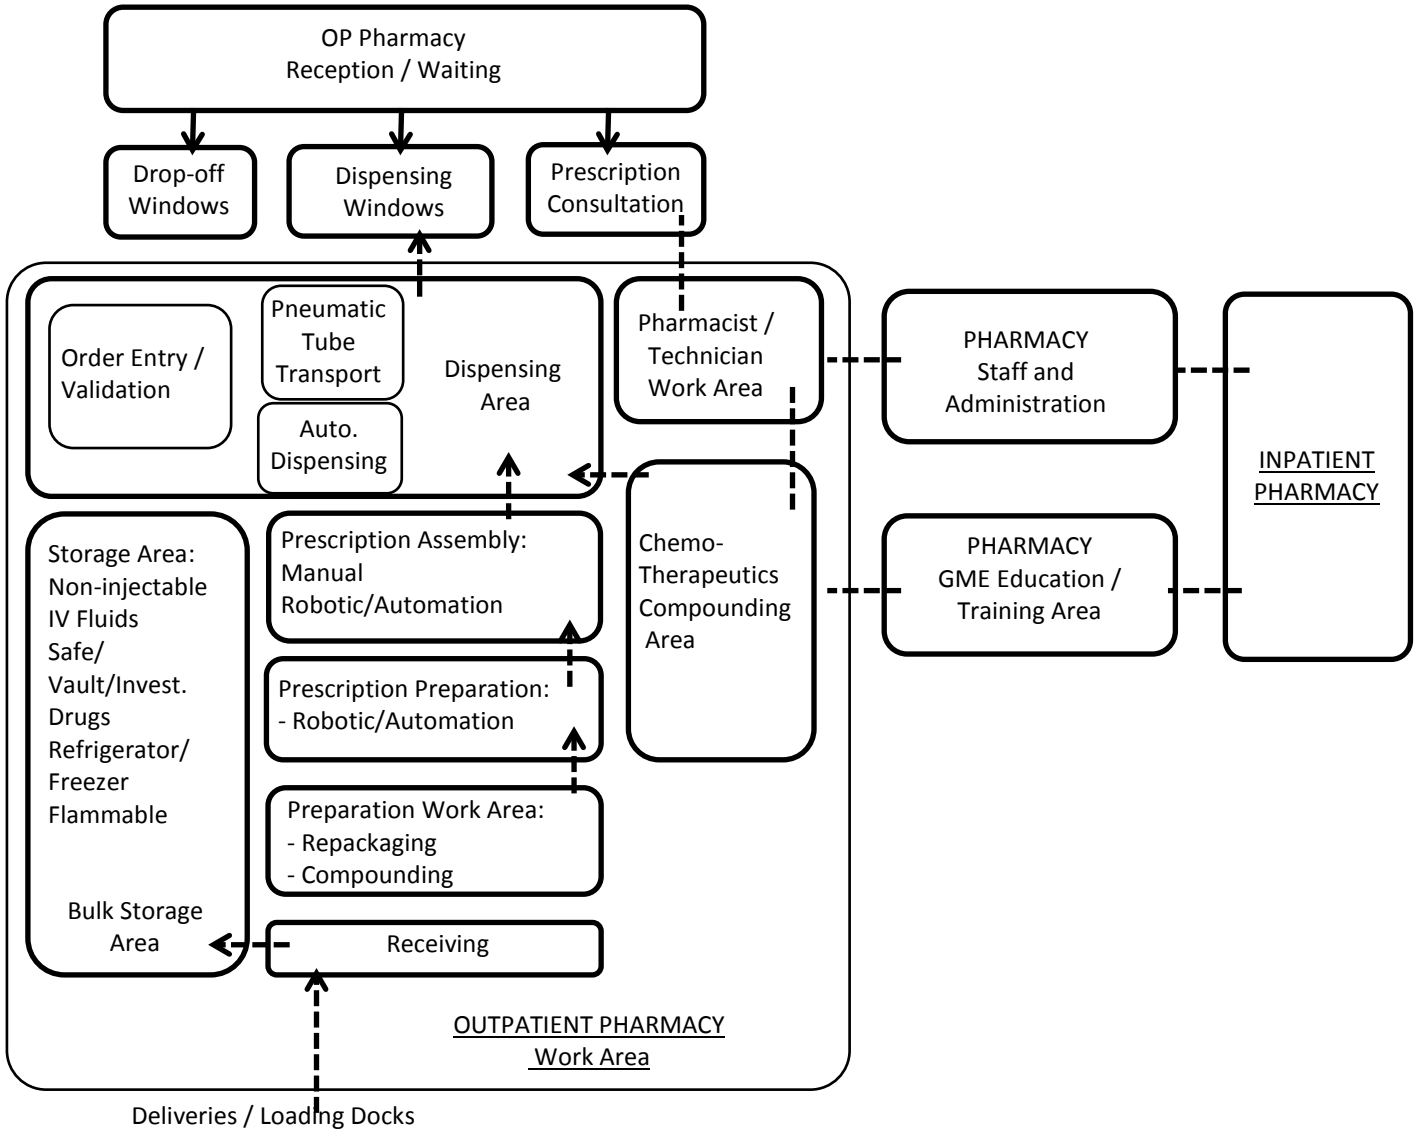 OP Pharmacy
Reception / Waiting
Drop-off
Windows
Dispensing
Windows
Prescription
Consultation
Order Entry /
Validation
Pneumatic
Tube
Transport
Auto.
Dispensing
Dispensing
Area
Pharmacist /
Technician
Work Area
PHARMACY
Staff and
Administration
INPATIENT
PHARMACY
Storage Area:
Non-injectable
IV Fluids
Safe/
Vault/Invest.
Drugs
Refrigerator/
Freezer
Flammable
Bulk Storage
Area
Prescription Assembly:
Manual
Robotic/Automation
Prescription Preparation:
- Robotic/Automation
Preparation Work Area:
- Repackaging
- Compounding
Receiving
Chemo-
Therapeutics
Compounding
Area
PHARMACY
GME Education /
Training Area
OUTPATIENT PHARMACY
Work Area
Deliveries / Loading Docks